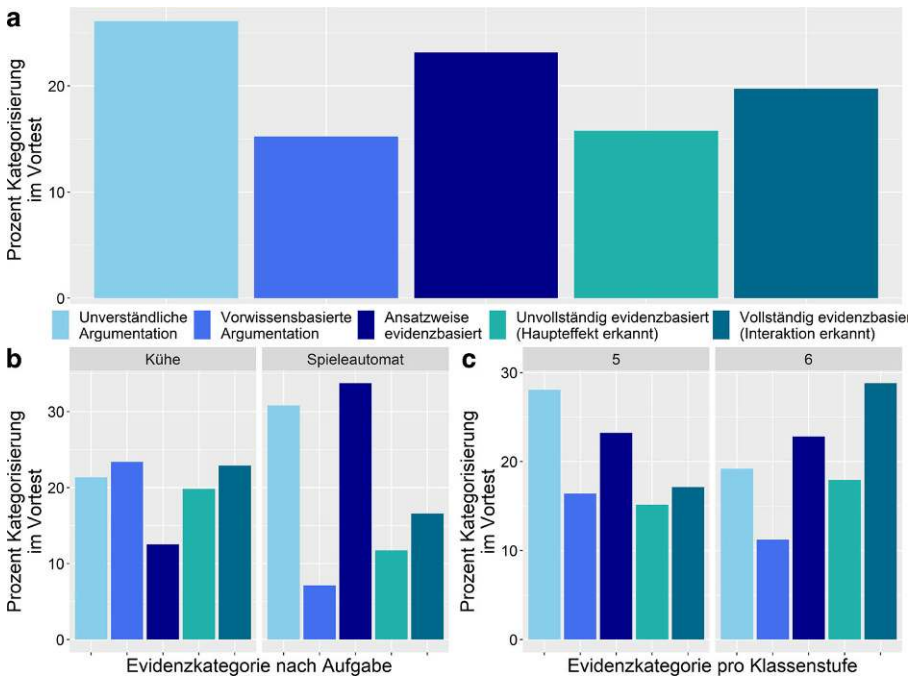 a
Prozent Kategorisierung
im Vortest
20
10
0
Unverständliche
Argumentation
Vorwissensbasierte
Argumentation
Ansatzweise
evidenzbasiert
Unvollständig evidenzbasiert
(Haupteffekt erkannt)
Vollständig evidenzbasier
(Interaktion erkannt)
b
Kühe
Spieleautomat
Prozent Kategorisierung
im Vortest
30
20
10
0
Evidenzkategorie nach Aufgabe
c
5
6
Prozent Kategorisierung
im Vortest
30
20
10
0
Evidenzkategorie pro Klassenstufe